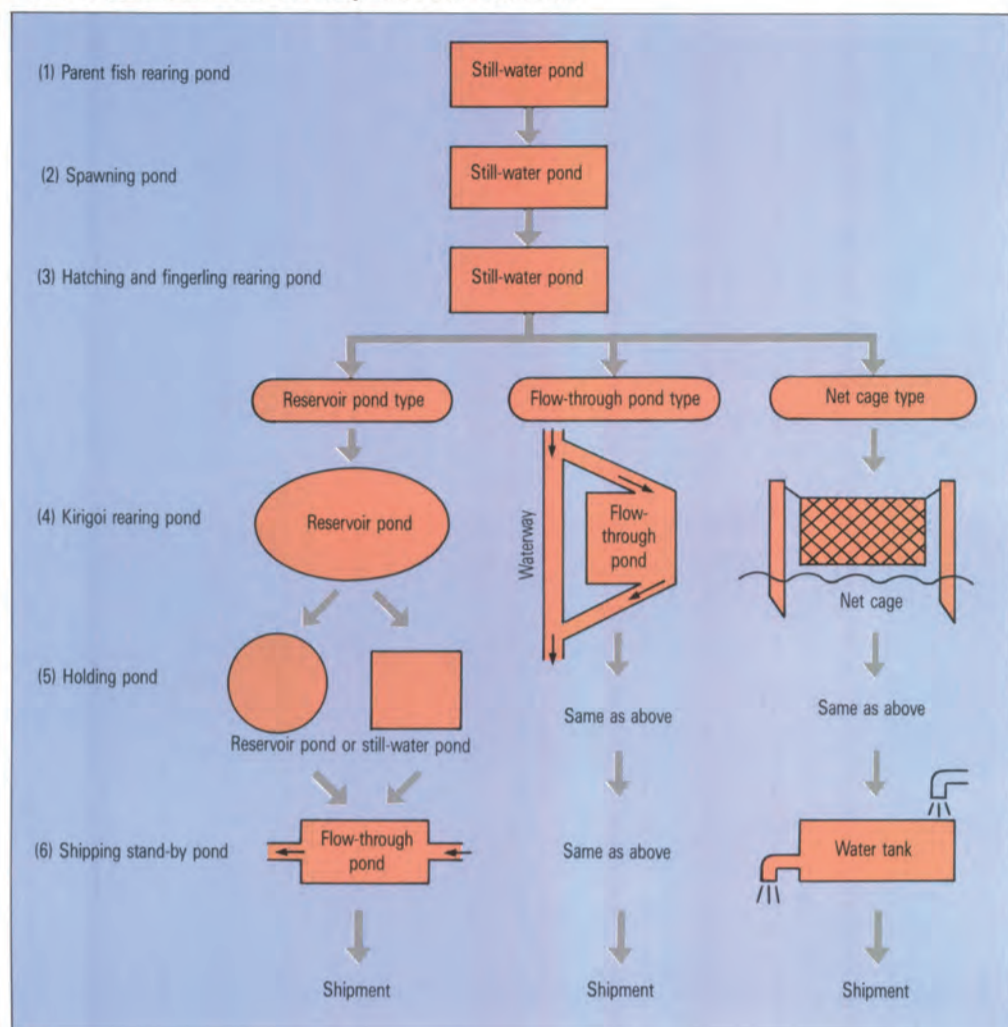 (1) Parent fish rearing pond
Still-water pond
(2) Spawning pond
Still-water pond
(3) Hatching and fingerling rearing pond
Still-water pond
Reservoir pond type
Flow-through pond type
Net cage type
(4) Kirigoi rearing pond
Reservoir pond
Waterway
Flow-
through
pond
Net cage
(5) Holding pond
Reservoir pond or still-water pond
Same as above
Same as above
(6) Shipping stand-by pond
Flow-through
pond
Same as above
Water tank
Shipment
Shipment
Shipment